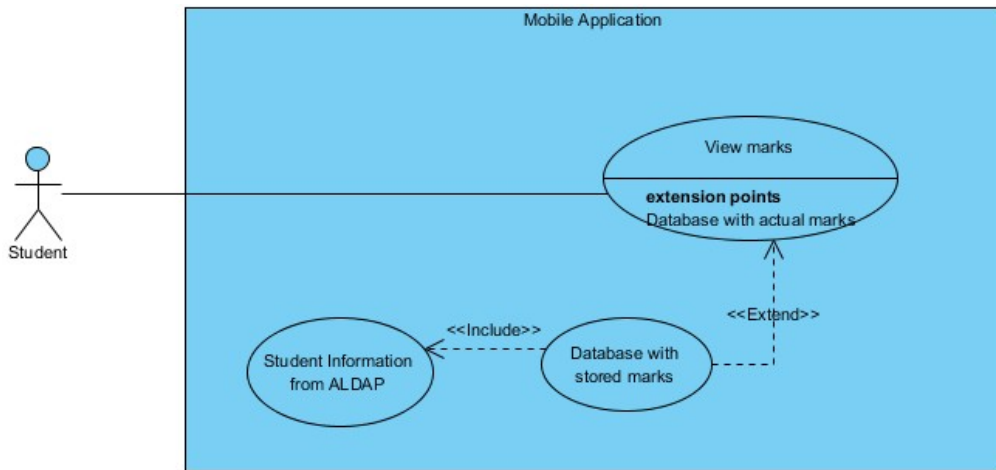 Mobile Application
View marks
extension points
Database with actual marks
Student
<<Extend>>
<<Include>>
Student Information
from ALDAP
Database with
stored marks